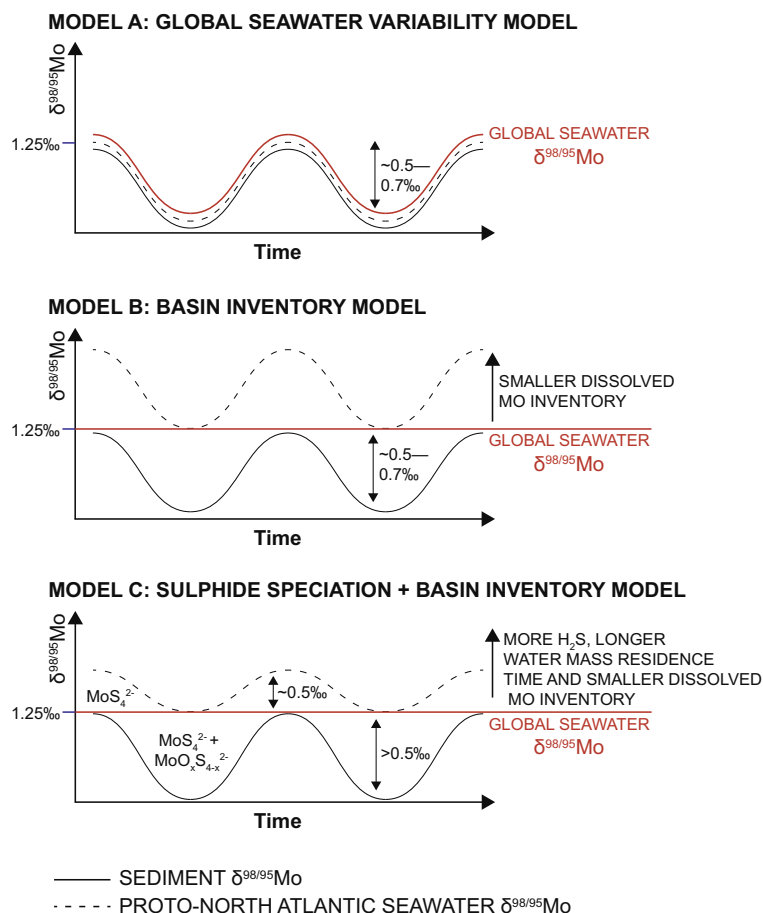 MODEL A: GLOBAL SEAWATER VARIABILITY MODEL
δ98/95Mo
1.25‰
GLOBAL SEAWATER
δ98/95Mo
~0.5—
0.7‰
Time
MODEL B: BASIN INVENTORY MODEL
δ98/95Mo
SMALLER DISSOLVED
MO INVENTORY
1.25‰
GLOBAL SEAWATER
δ98/95Mo
~0.5—
0.7‰
Time
MODEL C: SULPHIDE SPECIATION + BASIN INVENTORY MODEL
δ98/95Mo
MORE H2S, LONGER
WATER MASS RESIDENCE
TIME AND SMALLER DISSOLVED
MO INVENTORY
MoS42-
~0.5‰
1.25‰
GLOBAL SEAWATER
δ98/95Mo
MoS42- +
MoOxS4-x2-
>0.5‰
Time
SEDIMENT δ98/95Mo
PROTO-NORTH ATLANTIC SEAWATER δ98/95Mo